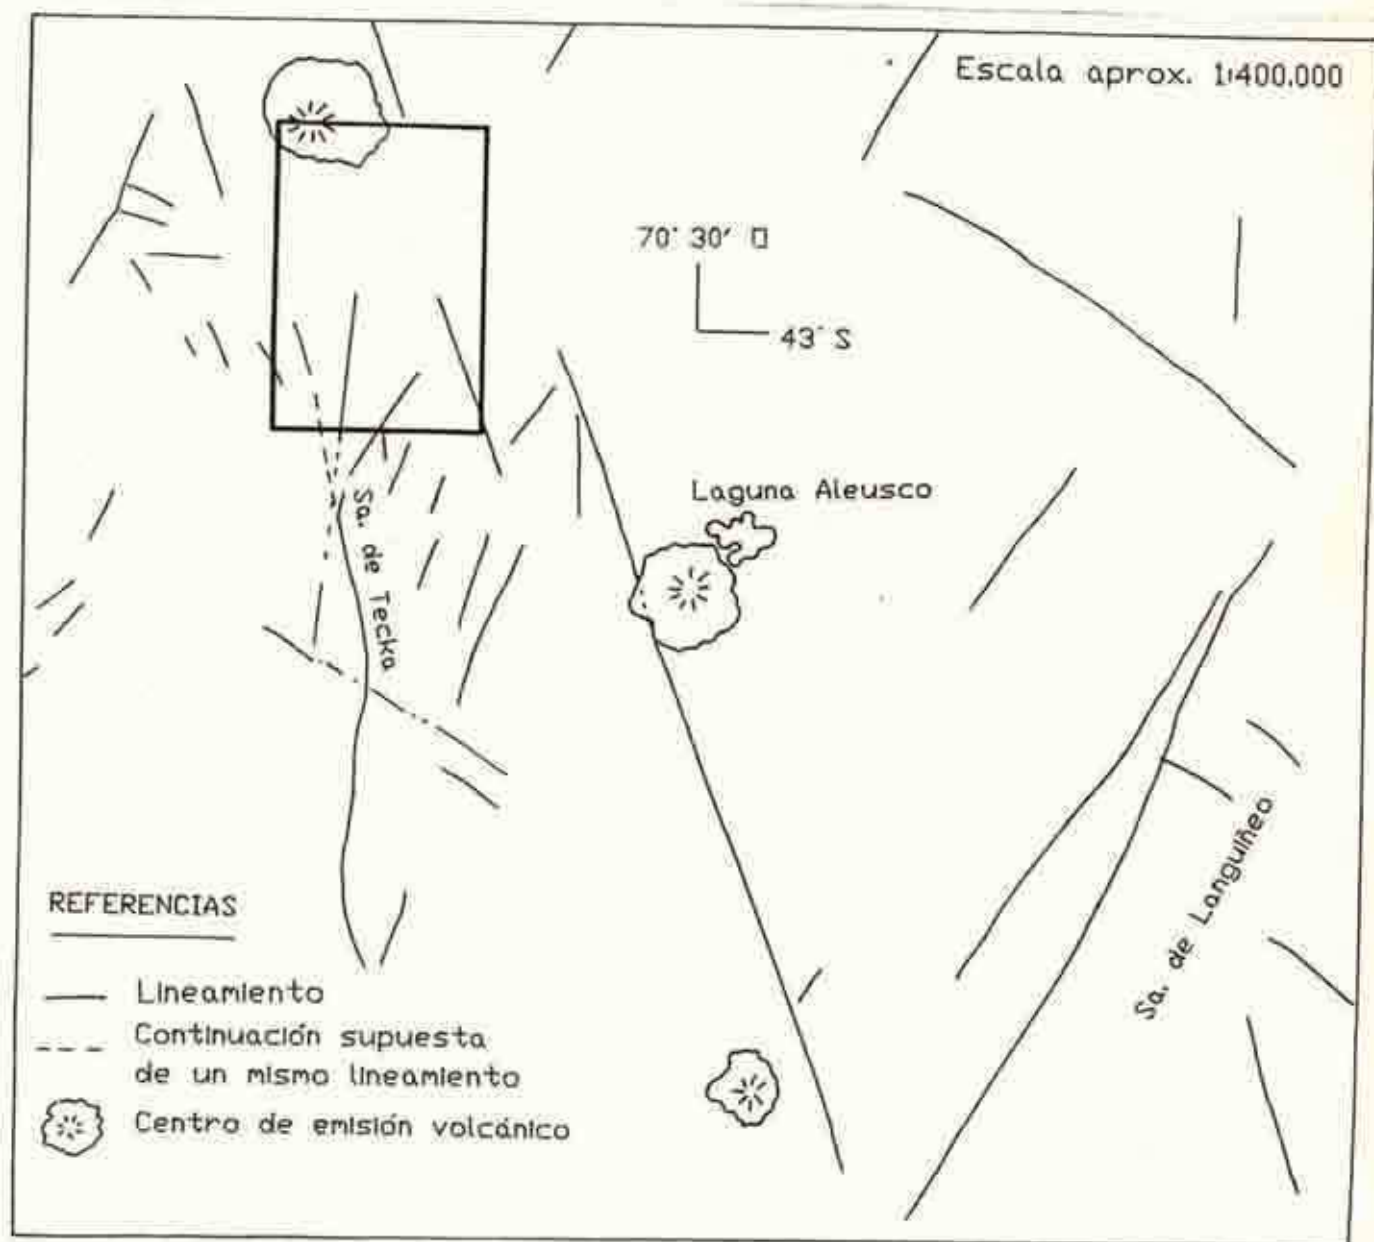 Escala aprox. 1:400.000
70° 30' O
43° S
Laguna Aleusco
Sa. de Tecka
Sa. de Languiñeo
REFERENCIAS
Lineamiento
Continuación supuesta
de un mismo lineamiento
Centro de emisión volcánico